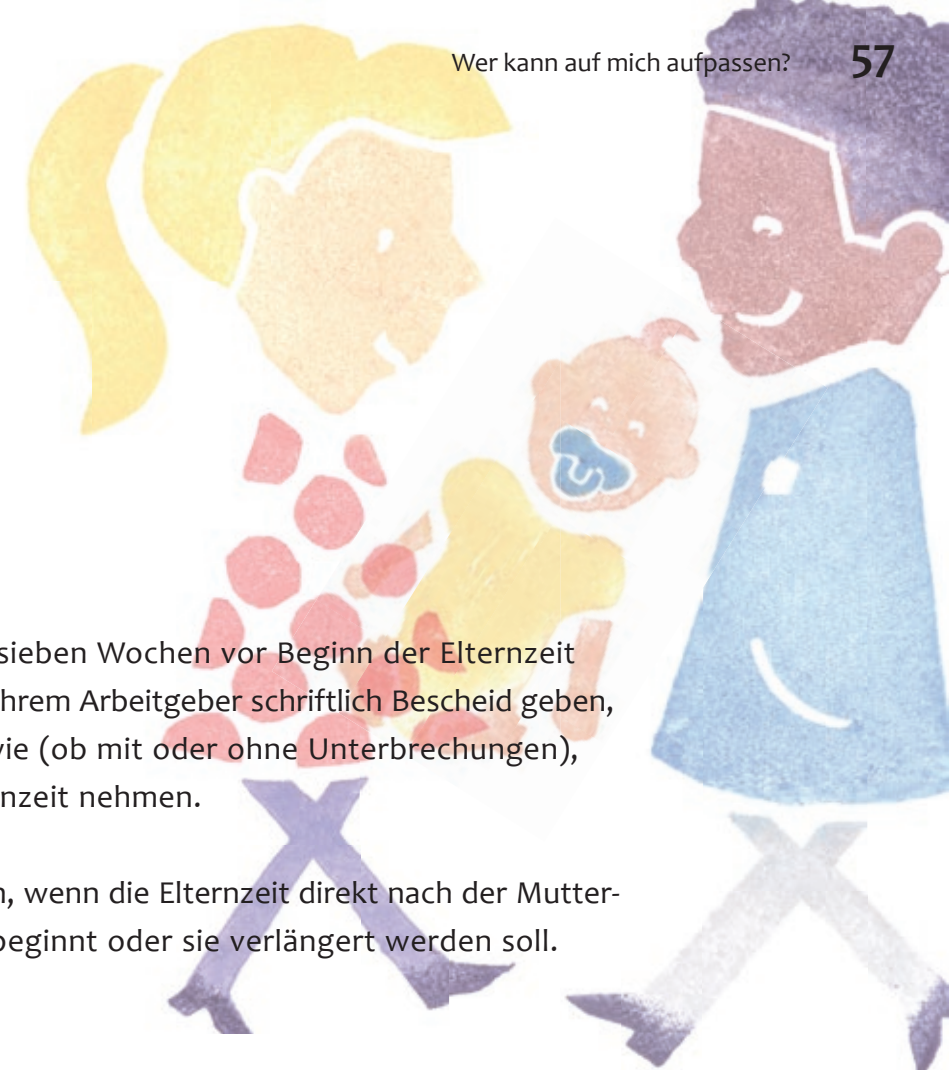 Wer kann auf mich aufpassen? 57
sieben Wochen vor Beginn der Elternzeit
hrem Arbeitgeber schriftlich Bescheid geben,
vie (ob mit oder ohne Unterbrechungen),
nzeit nehmen.
n, wenn die Elternzeit direkt nach der Mutter-
beginnt oder sie verlängert werden soll.